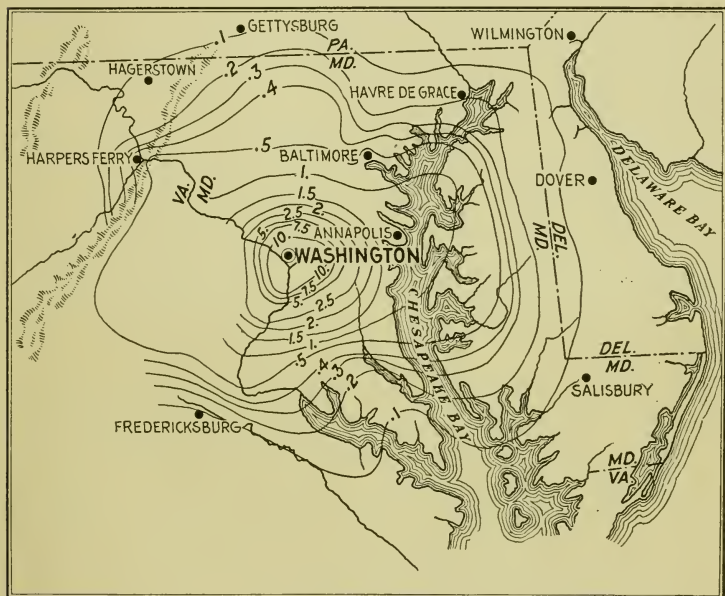 .1
GETTYSBURG
WILMINGTON
PA.
MD.
.2
.3
.4
HAGERSTOWN
HAVRE DE GRACE
HARPERS FERRY
.5
BALTIMORE
DELAWARE BAY
VA.
MD.
1.
1.5
DOVER
2.5
2.
5.
7.5
10.
ANNAPOLIS
DEL.
MD.
WASHINGTON
10.
7.5
5.
2.5
2.
1.5
1.
.5
CHESAPEAKE BAY
DEL.
MD.
.4
.3
.2
SALISBURY
.1
FREDERICKSBURG
MD.
VA.